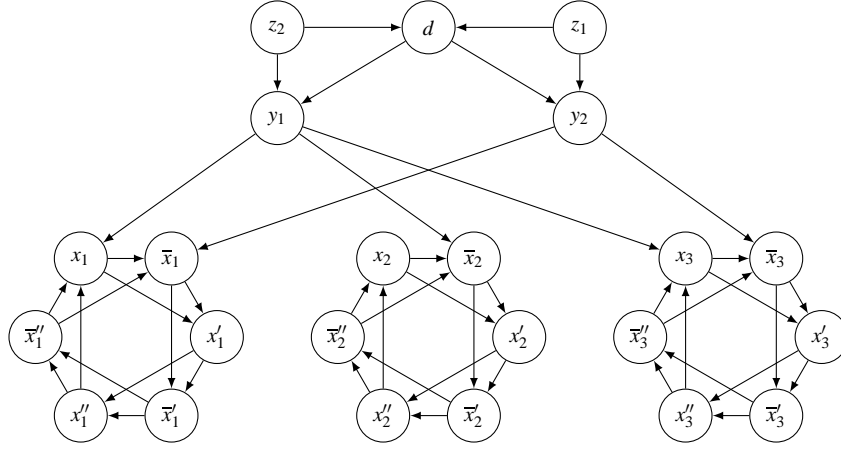 z₂ d z₁
y₁ y₂
x₁ x̅₁ x₂ x̅₂ x₃ x̅₃
x̅₁″ x₁′ x̅₂″ x₂′ x̅₃″ x₃′
x₁″ x̅₁′ x₂″ x̅₂′ x₃″ x̅₃′